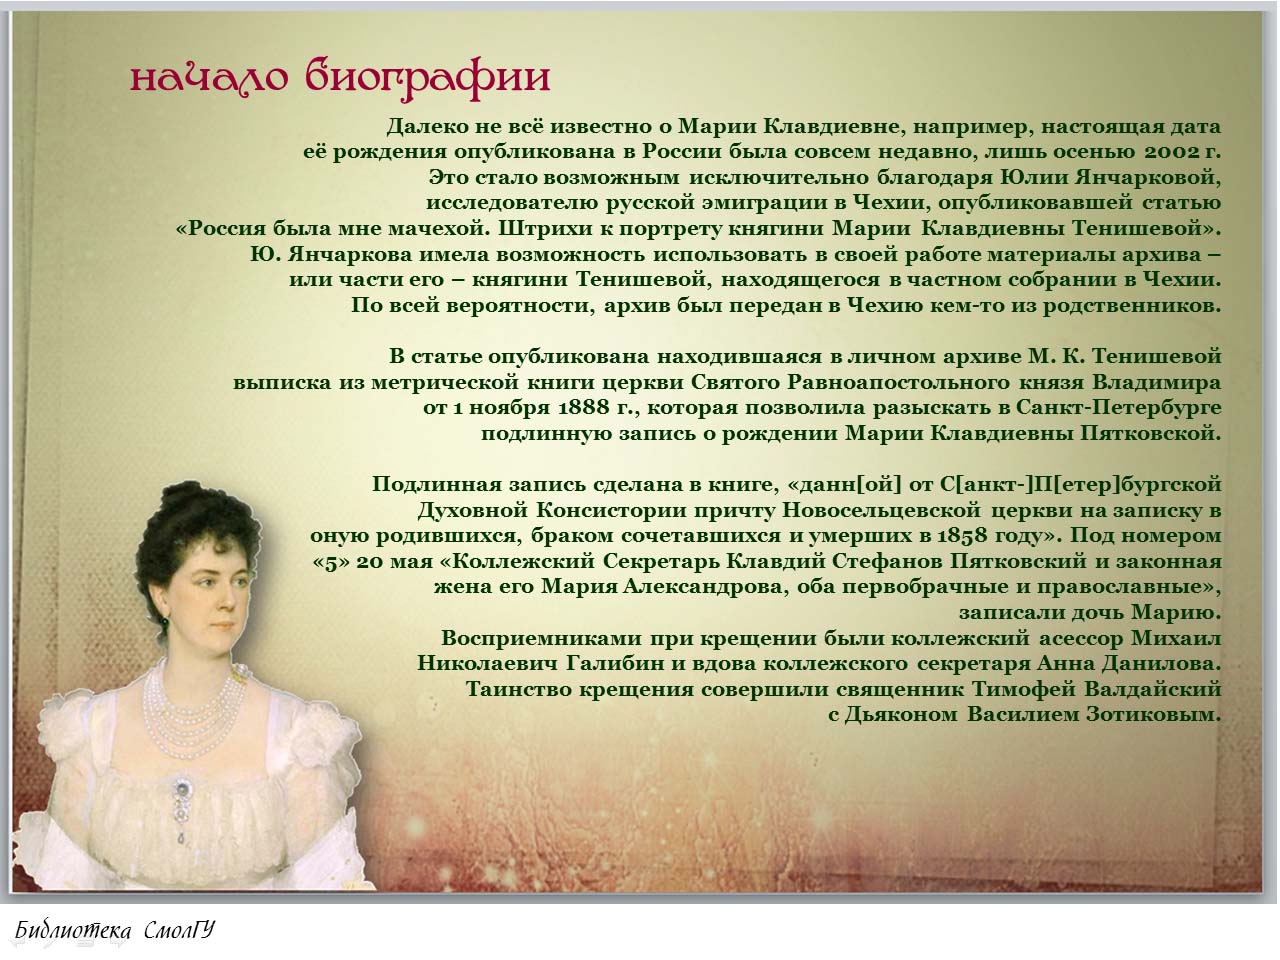 начало биографии
Далеко не всё известно о Марии Клавдиевне, например, настоящая дата
её рождения опубликована в России была совсем недавно, лишь осенью 2002 г.
Это стало возможным исключительно благодаря Юлии Янчарковой,
исследователю русской эмиграции в Чехии, опубликовавшей статью
«Россия была мне мачехой. Штрихи к портрету княгини Марии Клавдиевны Тенишевой».
Ю. Янчаркова имела возможность использовать в своей работе материалы архива –
или части его – княгини Тенишевой, находящегося в частном собрании в Чехии.
По всей вероятности, архив был передан в Чехию кем-то из родственников.
В статье опубликована находившаяся в личном архиве М. К. Тенишевой
выписка из метрической книги церкви Святого Равноапостольного князя Владимира
от 1 ноября 1888 г., которая позволила разыскать в Санкт-Петербурге
подлинную запись о рождении Марии Клавдиевны Пятковской.
Подлинная запись сделана в книге, «данн[ой] от С[анкт-]П[етер]бургской
Духовной Консистории причту Новосельцевской церкви на записку в
оную родившихся, браком сочетавшихся и умерших в 1858 году». Под номером
«5» 20 мая «Коллежский Секретарь Клавдий Стефанов Пятковский и законная
жена его Мария Александрова, оба первобрачные и православные»,
записали дочь Марию.
Восприемниками при крещении были коллежский асессор Михаил
Николаевич Галибин и вдова коллежского секретаря Анна Данилова.
Таинство крещения совершили священник Тимофей Валдайский
с Дьяконом Василием Зотиковым.
Библиотека СмолГУ